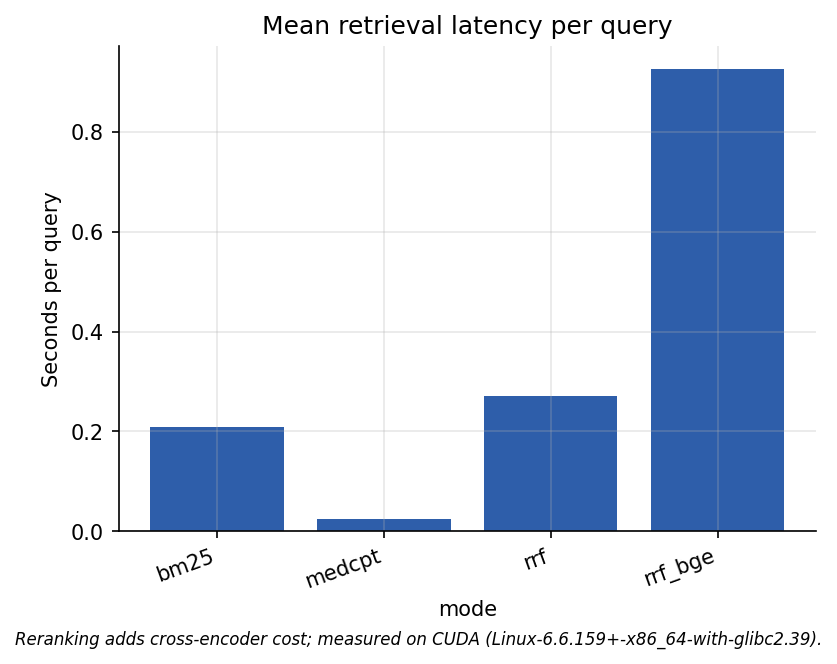 Mean retrieval latency per query
Seconds per query
0.8
0.6
0.4
0.2
0.0
bm25
medcpt
rrf
rrf_bge
mode
Reranking adds cross-encoder cost; measured on CUDA (Linux-6.6.159+-x86_64-with-glibc2.39).